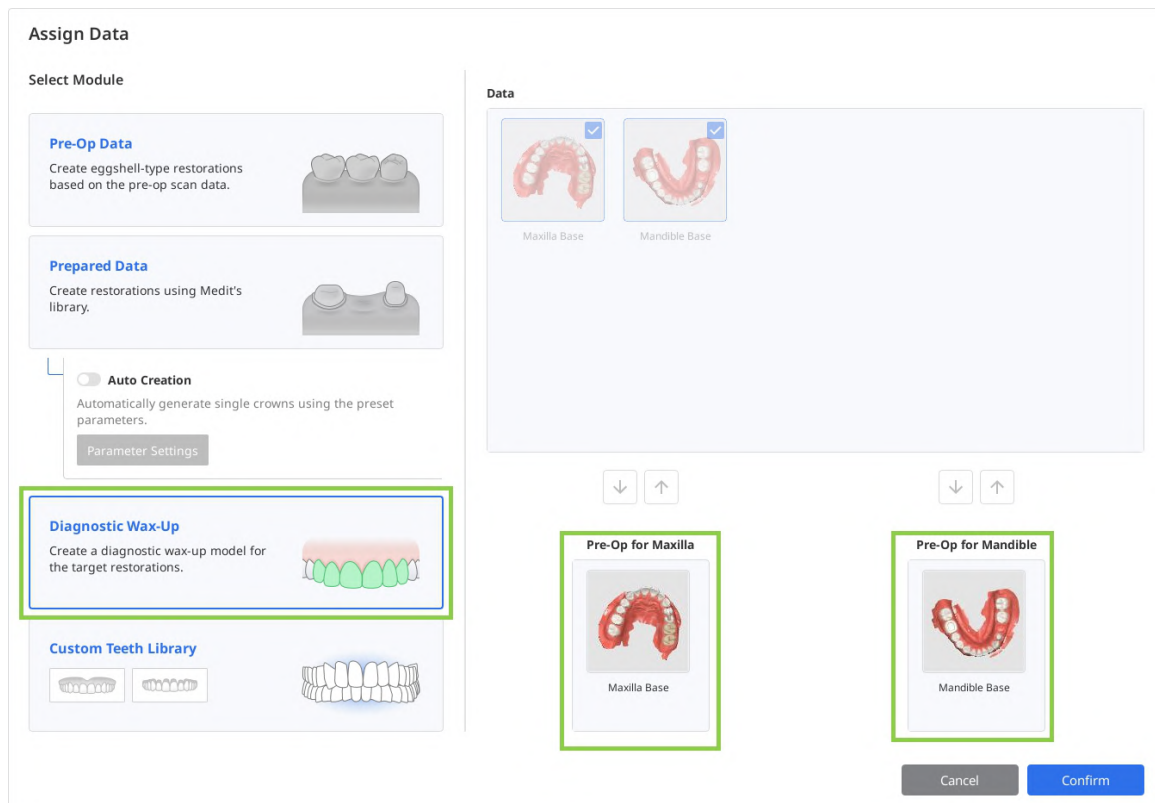 Assign Data
Select Module
Pre-Op Data
Create eggshell-type restorations
based on the pre-op scan data.
Prepared Data
Create restorations using Medit's
library.
Auto Creation
Automatically generate single crowns using the preset
parameters.
Parameter Settings
Diagnostic Wax-Up
Create a diagnostic wax-up model for
the target restorations.
Custom Teeth Library
Data
Maxilla Base
Mandible Base
Pre-Op for Maxilla
Maxilla Base
Pre-Op for Mandible
Mandible Base
Cancel
Confirm